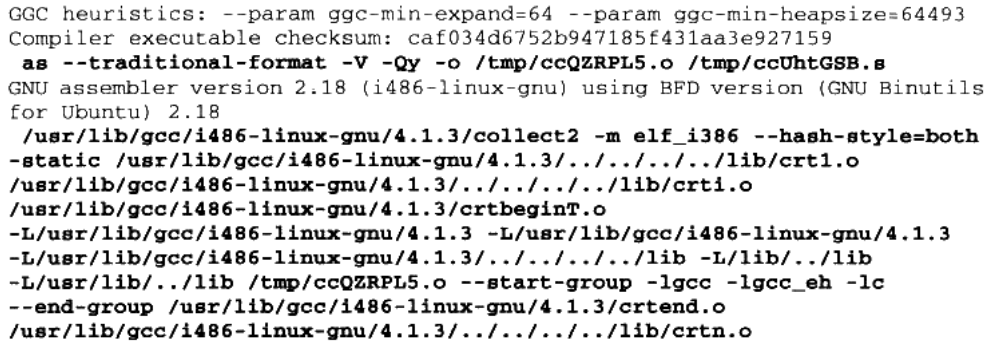 GGC heuristics: --param ggc-min-expand=64 --param ggc-min-heapsize=64493
Compiler executable checksum: caf034d6752b947185f431aa3e927159
as --traditional-format -V -Qy -o /tmp/ccQZRPL5.o /tmp/ccUhtGSB.s
GNU assembler version 2.18 (i486-linux-gnu) using BFD version (GNU Binutils
for Ubuntu) 2.18
/usr/lib/gcc/i486-linux-gnu/4.1.3/collect2 -m elf_i386 --hash-style=both
-static /usr/lib/gcc/i486-linux-gnu/4.1.3/../../../../lib/crt1.o
/usr/lib/gcc/i486-linux-gnu/4.1.3/../../../../lib/crti.o
/usr/lib/gcc/i486-linux-gnu/4.1.3/crtbeginT.o
-L/usr/lib/gcc/i486-linux-gnu/4.1.3 -L/usr/lib/gcc/i486-linux-gnu/4.1.3
-L/usr/lib/gcc/i486-linux-gnu/4.1.3/../../../../lib -L/lib/../lib
-L/usr/lib/../lib /tmp/ccQZRPL5.o --start-group -lgcc -lgcc_eh -lc
--end-group /usr/lib/gcc/i486-linux-gnu/4.1.3/crtend.o
/usr/lib/gcc/i486-linux-gnu/4.1.3/../../../../lib/crtn.o